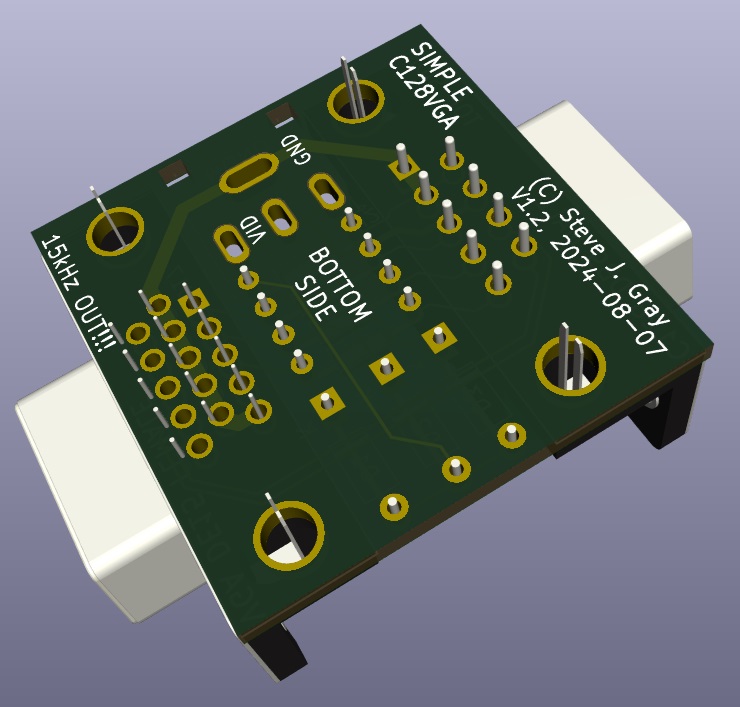 SIMPLE
C128VGA
(C) Steve J. Gray
V1.2, 2024-08-07
GND
VID
BOTTOM
SIDE
15kHz OUT!!!